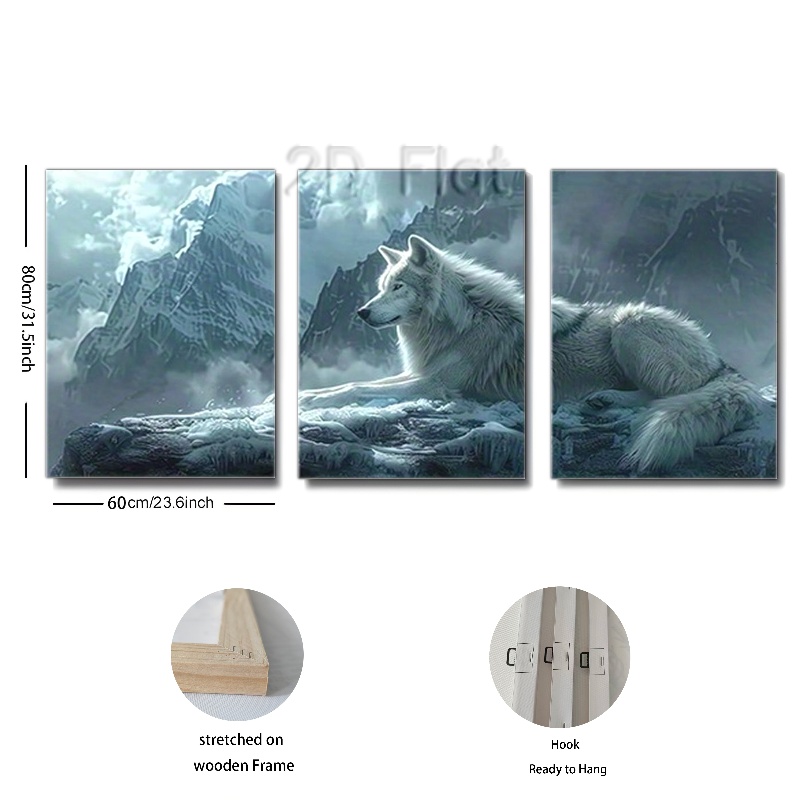 2D Flat
80cm/31.5inch
60cm/23.6inch
stretched on
wooden Frame
Hook
Ready to Hang